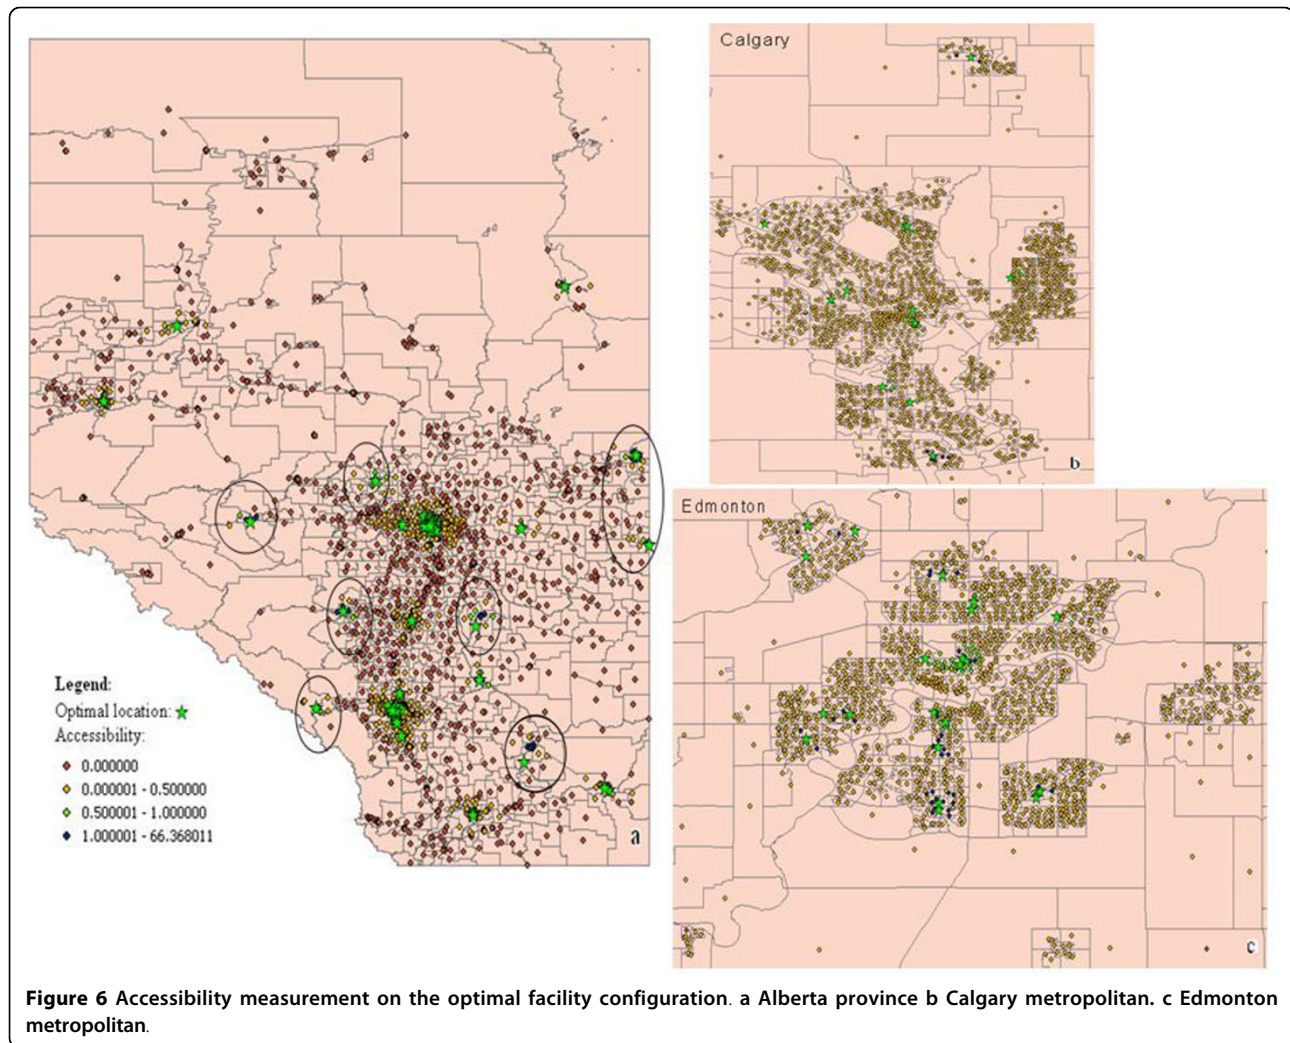 Calgary
b
Edmonton
c
Legend:
Optimal location:
Accessibility:
0.000000
0.000001 - 0.500000
0.500001 - 1.000000
1.000001 - 66.368011
a
Figure 6 Accessibility measurement on the optimal facility configuration. a Alberta province b Calgary metropolitan. c Edmonton
metropolitan.